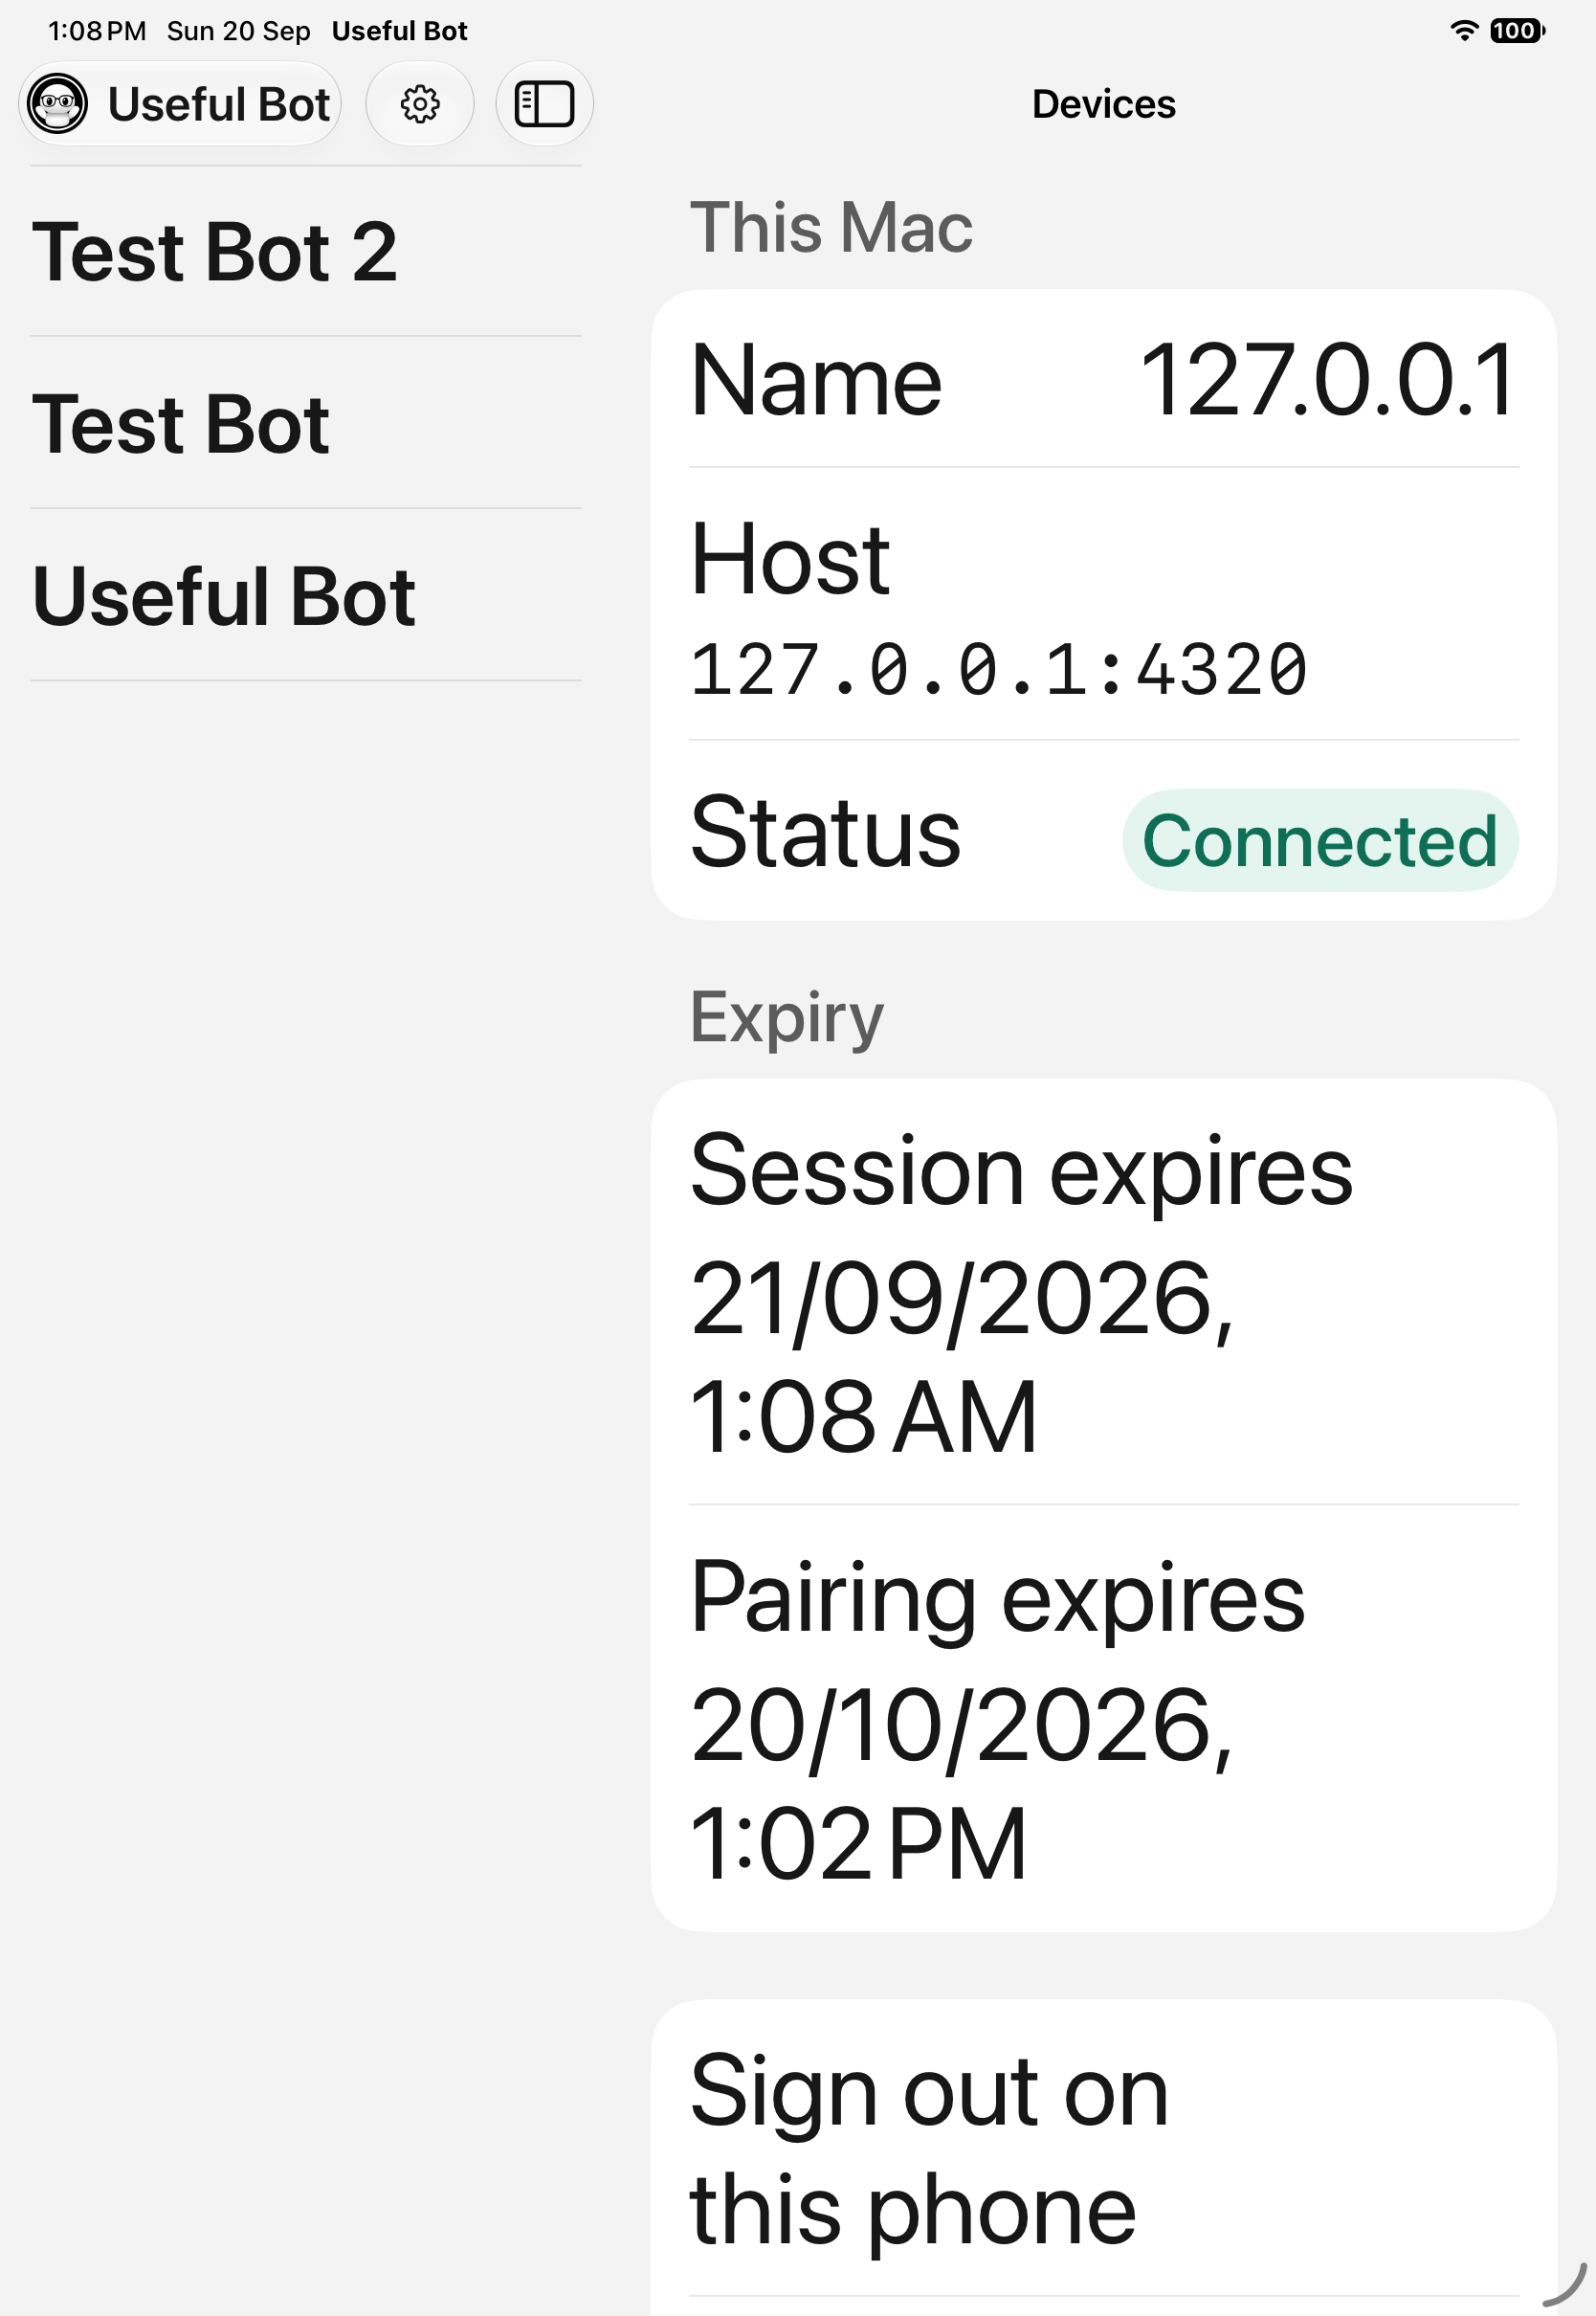 1:08 PM Sun 20 Sep Useful Bot
100
Useful Bot
Devices
Test Bot 2
Test Bot
Useful Bot
This Mac
Name 127.0.0.1
Host
127.0.0.1:4320
Status Connected
Expiry
Session expires
21/09/2026,
1:08 AM
Pairing expires
20/10/2026,
1:02 PM
Sign out on
this phone